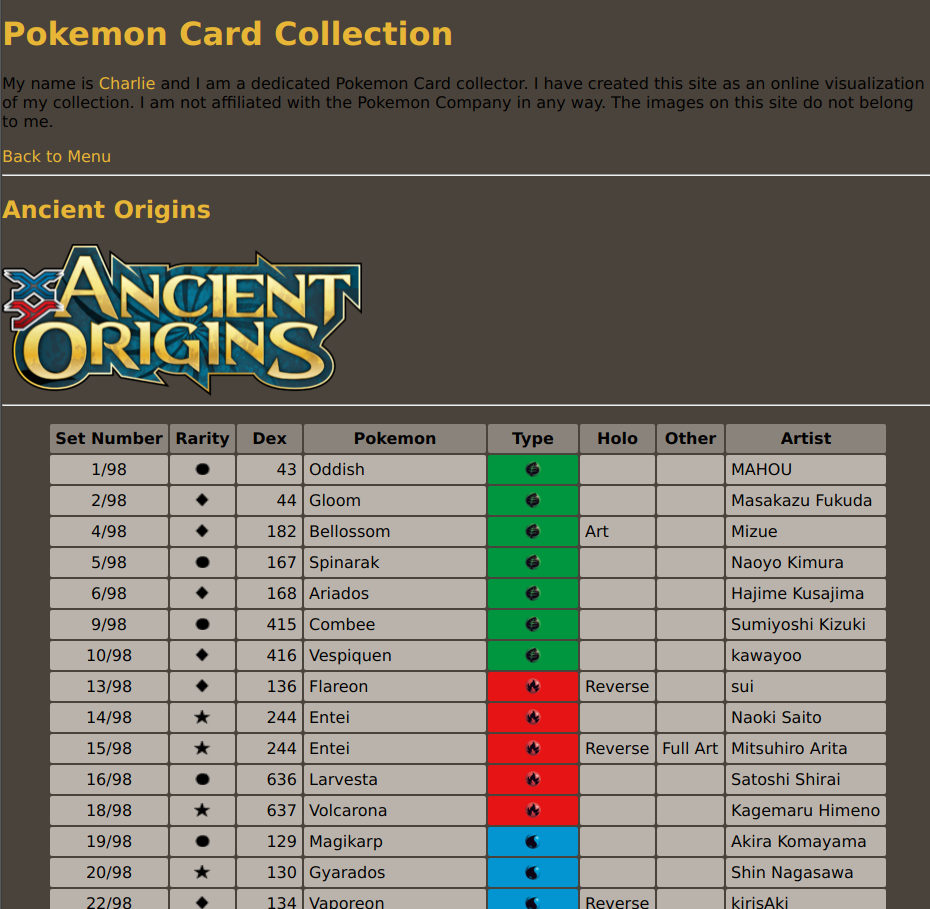 Pokemon Card Collection
My name is Charlie and I am a dedicated Pokemon Card collector. I have created this site as an online visualization
of my collection. I am not affiliated with the Pokemon Company in any way. The images on this site do not belong
to me.
Back to Menu
Ancient Origins
XY ANCIENT
ORIGINS
Set Number Rarity Dex Pokemon Type Holo Other Artist
1/98 43 Oddish MAHOU
2/98 44 Gloom Masakazu Fukuda
4/98 182 Bellossom Art Mizue
5/98 167 Spinarak Naoyo Kimura
6/98 168 Ariados Hajime Kusajima
9/98 415 Combee Sumiyoshi Kizuki
10/98 416 Vespiquen kawayoo
13/98 136 Flareon Reverse sui
14/98 244 Entei Naoki Saito
15/98 244 Entei Reverse Full Art Mitsuhiro Arita
16/98 636 Larvesta Satoshi Shirai
18/98 637 Volcarona Kagemaru Himeno
19/98 129 Magikarp Akira Komayama
20/98 130 Gyarados Shin Nagasawa
22/98 134 Vaporeon Reverse kirisAki